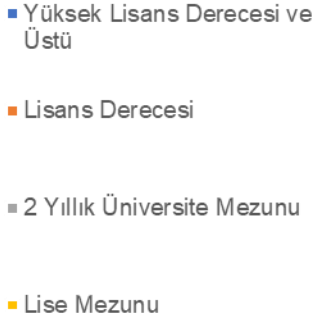 Yüksek Lisans Derecesi ve
Üstü
Lisans Derecesi
2 Yıllık Üniversite Mezunu
Lise Mezunu